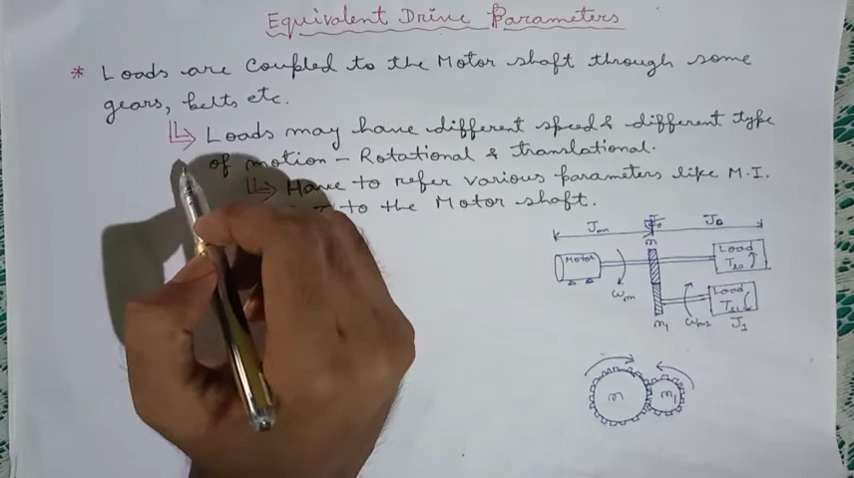 Equivalent Drive Parameters
* Loads are Coupled to the Motor shaft through some
gears, belts etc.
Loads may have different speed & different type
of motion - Rotational & translational.
Have to refer various parameters like M.I.
to the Motor shaft.
Jm
J0
n
Motor
Load
Tl0
ωm
Load
Tl1
n1
ωm1
J1
n
n1